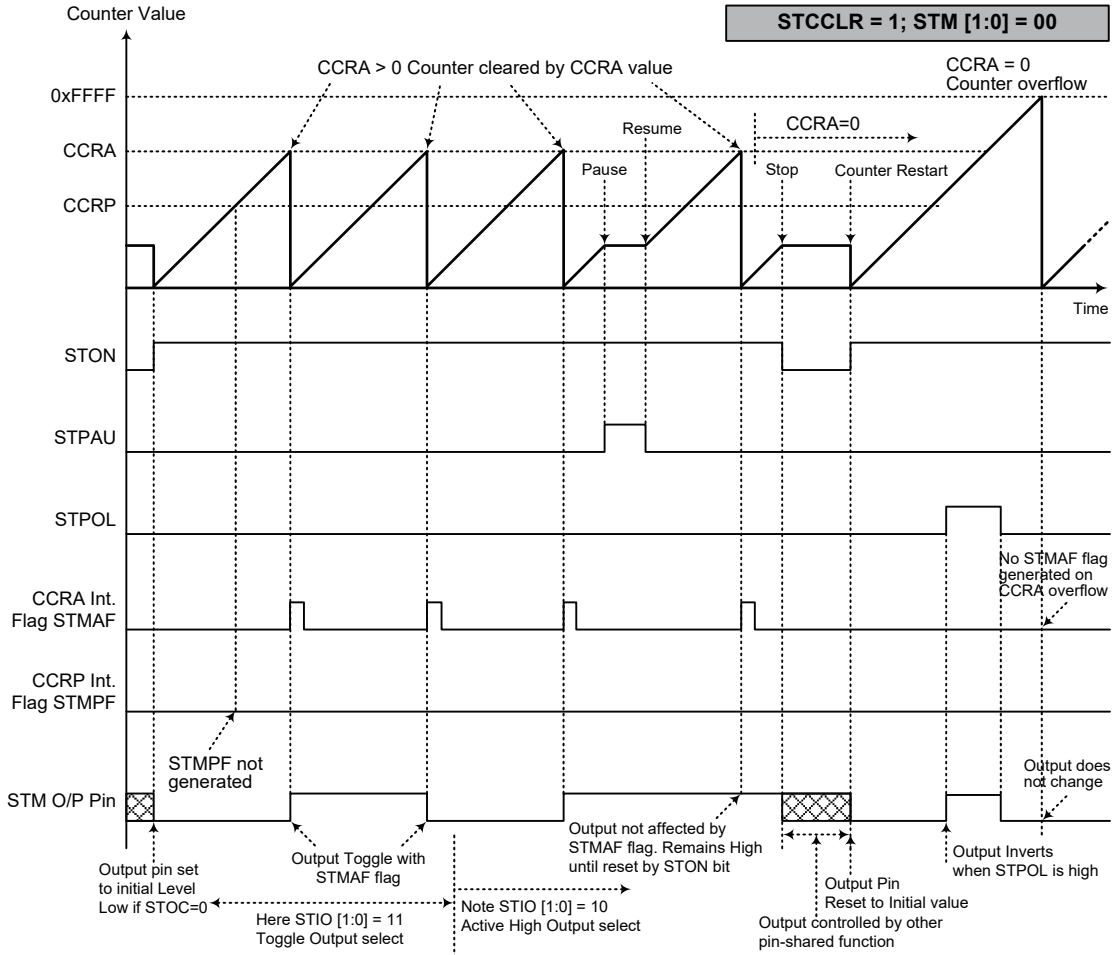 Counter Value
STCCLR = 1; STM [1:0] = 00
CCRA > 0 Counter cleared by CCRA value
CCRA = 0
Counter overflow
0xFFFF
Resume
CCRA=0
CCRA
Pause
Stop
Counter Restart
CCRP
Time
STON
STPAU
STPOL
No STMAF flag
generated on
CCRA overflow
CCRA Int.
Flag STMAF
CCRP Int.
Flag STMPF
STMPF not
generated
Output does
not change
STM O/P Pin
Output pin set
to initial Level
Low if STOC=0
Output Toggle with
STMAF flag
Output not affected by
STMAF flag. Remains High
until reset by STON bit
Output Inverts
when STPOL is high
Output Pin
Reset to Initial value
Here STIO [1:0] = 11
Toggle Output select
Note STIO [1:0] = 10
Active High Output select
Output controlled by other
pin-shared function